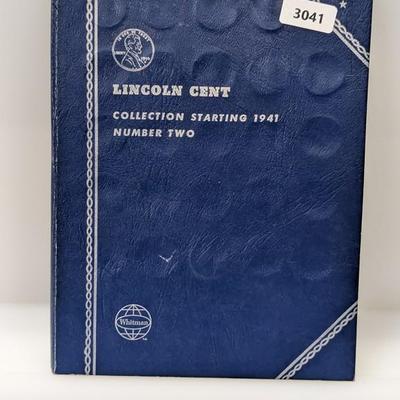 3041
LINCOLN CENT
COLLECTION STARTING 1941
NUMBER TWO
Whitman